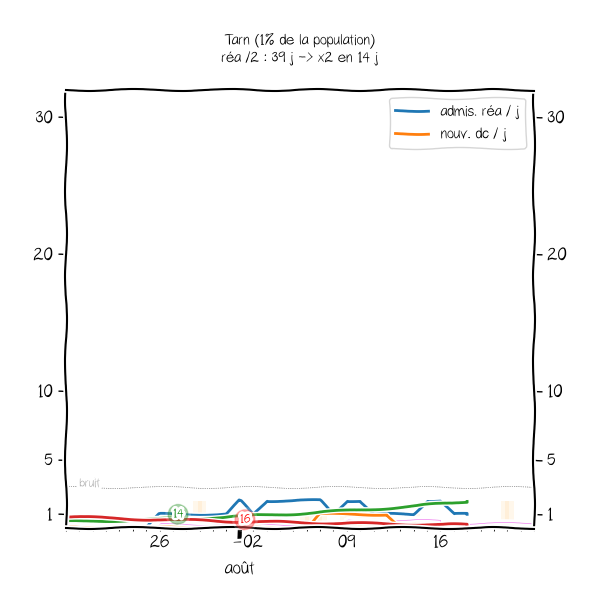 Tarn (1% de la population)
réa /2 : 39 j -> x2 en 14 j
admis. réa / j
nouv. dc / j
30
30
20
20
10
10
5
5
bruit
1
14
16
1
26
02
09
16
août